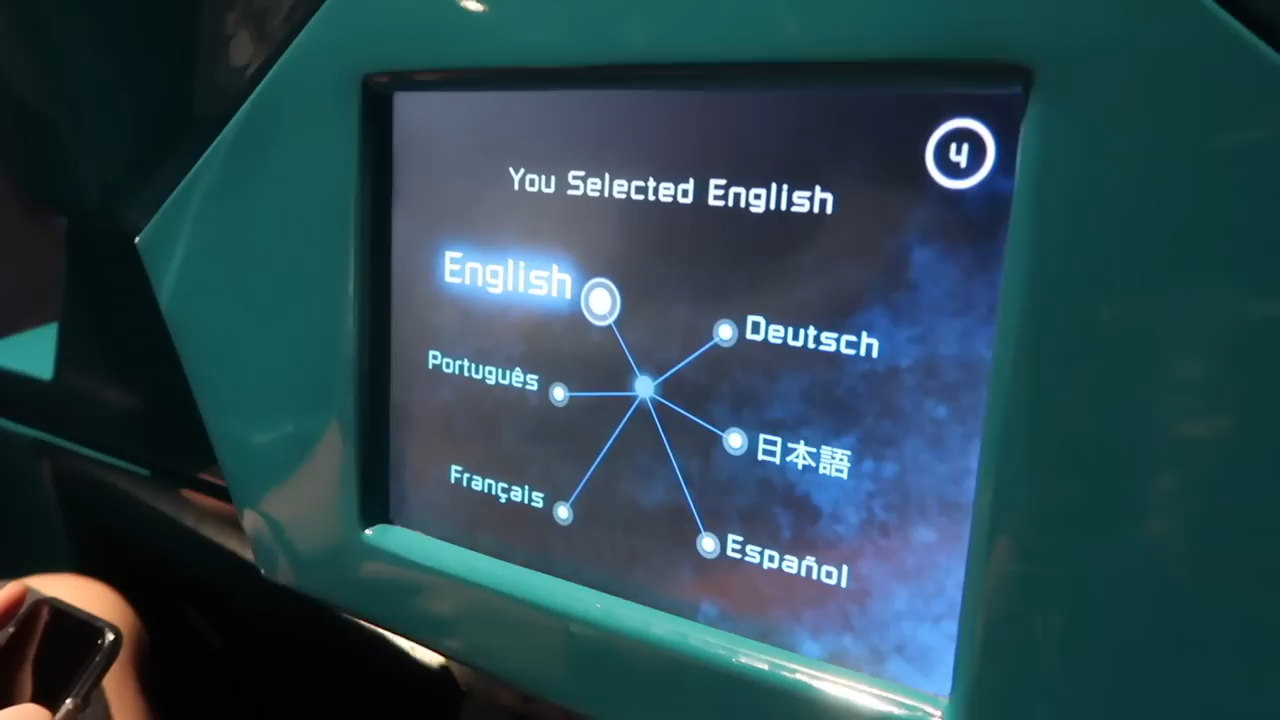 4
You Selected English
English
Deutsch
Português
日本語
Français
Español